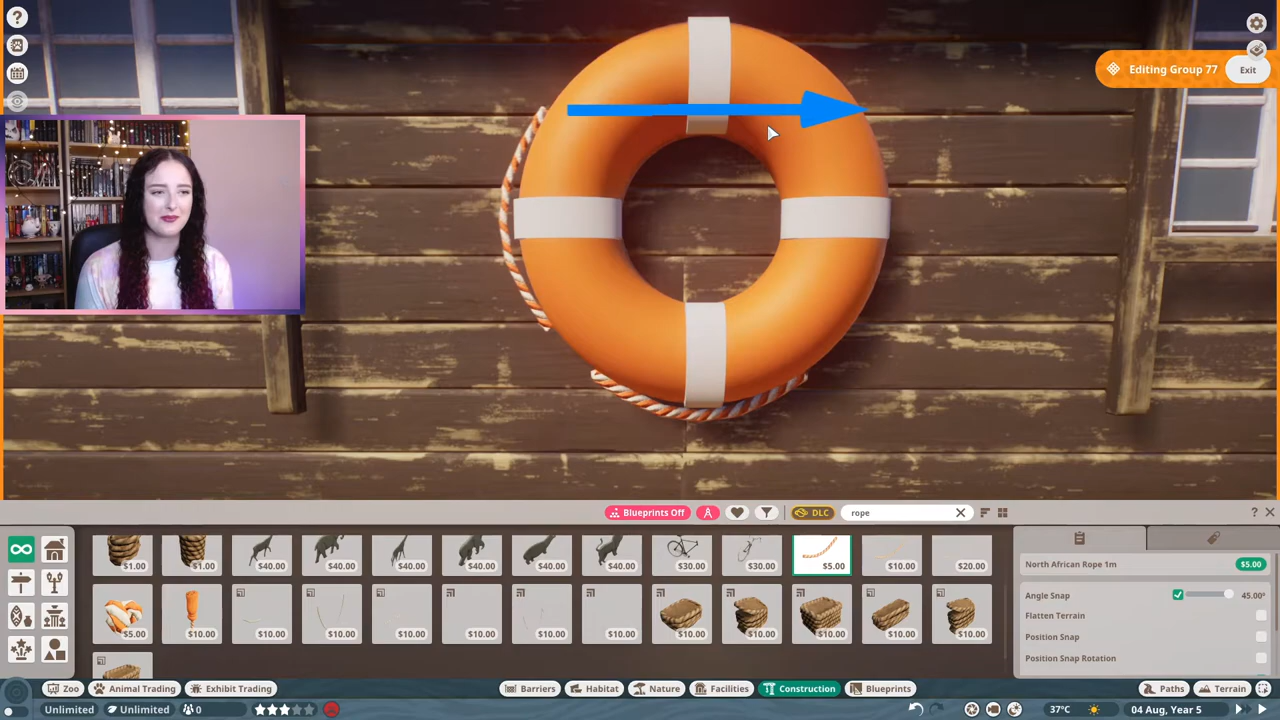 ?
Editing Group 77
Exit
Blueprints Off
DLC
rope
?
$1.00
$1.00
$40.00
$40.00
$40.00
$40.00
$40.00
$40.00
$30.00
$30.00
$5.00
$10.00
$20.00
$5.00
$10.00
$10.00
$10.00
$10.00
$10.00
$10.00
$10.00
$10.00
$10.00
$10.00
$10.00
$10.00
North African Rope 1m
$5.00
Angle Snap
45.00°
Flatten Terrain
Position Snap
Position Snap Rotation
Zoo
Animal Trading
Exhibit Trading
Barriers
Habitat
Nature
Facilities
Construction
Blueprints
Paths
Terrain
Unlimited
Unlimited
0
37°C
04 Aug, Year 5